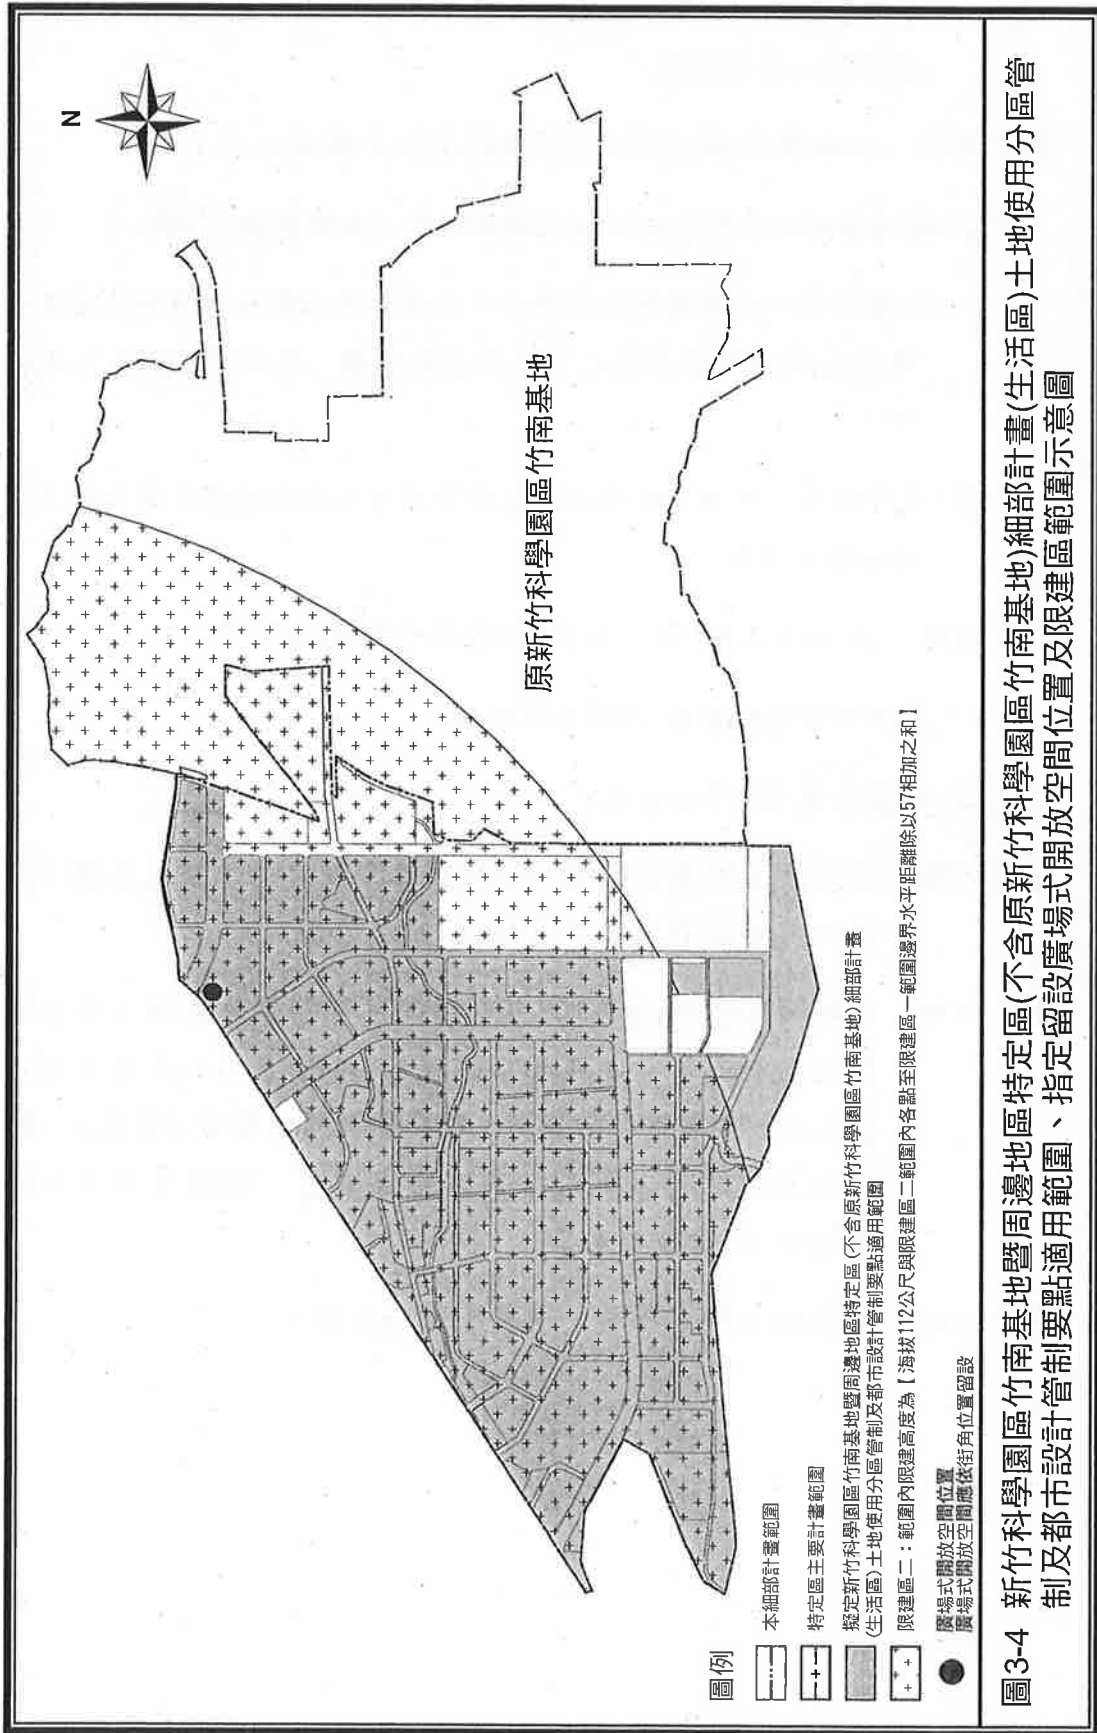 N
原新竹科學園區竹南基地
圖例
本細部計畫範圍
特定區主要計畫範圍
擬定新竹科學園區竹南基地暨周邊地區特定區(不含原新竹科學園區竹南基地)細部計畫
(生活區)土地使用分區管制及都市設計管制要點適用範圍
限建區二：範圍內限建高度為【海拔112公尺與限建區二範圍內各點至限建區一範圍邊界水平距離除以57相加之和】
廣場式開放空間位置
廣場式開放空間應依街角位置留設
圖3-4 新竹科學園區竹南基地暨周邊地區特定區(不含原新竹科學園區竹南基地)細部計畫(生活區)土地使用分區管
制及都市設計管制要點適用範圍、指定留設廣場式開放空間位置及限建區範圍示意圖